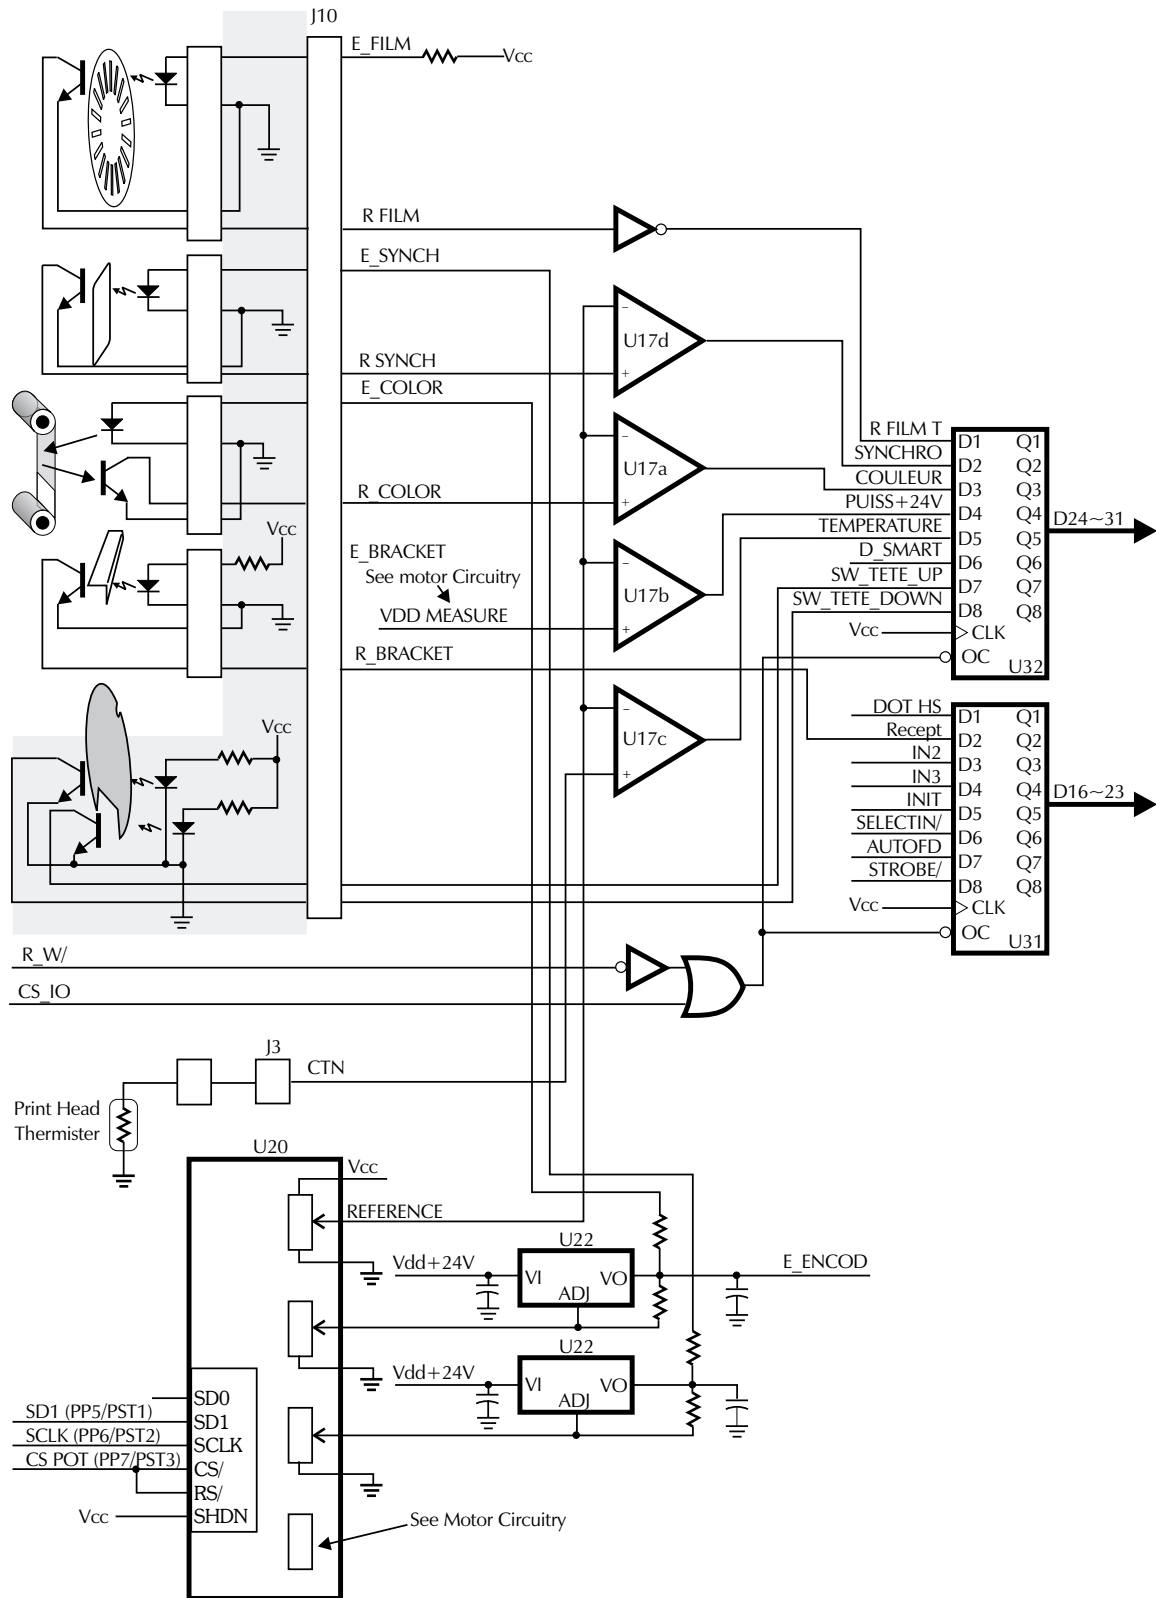 J10
E_FILM
Vcc
R FILM
E_SYNCH
U17d
-
+
R SYNCH
E_COLOR
U17a
-
+
R_COLOR
Vcc
E_BRACKET
See motor Circuitry
VDD MEASURE
U17b
-
+
R_BRACKET
Vcc
U17c
-
+
R FILM T
SYNCHRO
COULEUR
PUISS+24V
TEMPERATURE
D_SMART
SW_TETE_UP
SW_TETE_DOWN
Vcc
D1 Q1
D2 Q2
D3 Q3
D4 Q4
D5 Q5
D6 Q6
D7 Q7
D8 Q8
CLK
OC
U32
D24~31
DOT HS
Recept
IN2
IN3
INIT
SELECTIN/
AUTOFD
STROBE/
Vcc
D1 Q1
D2 Q2
D3 Q3
D4 Q4
D5 Q5
D6 Q6
D7 Q7
D8 Q8
CLK
OC
U31
D16~23
R_W/
CS_IO
J3
CTN
Print Head
Thermister
U20
Vcc
REFERENCE
U22
Vdd+24V
VI
VO
ADJ
E_ENCOD
U22
Vdd+24V
VI
VO
ADJ
SD0
SD1 (PP5/PST1)
SD1
SCLK (PP6/PST2)
SCLK
CS POT (PP7/PST3)
CS/
RS/
Vcc
SHDN
See Motor Circuitry